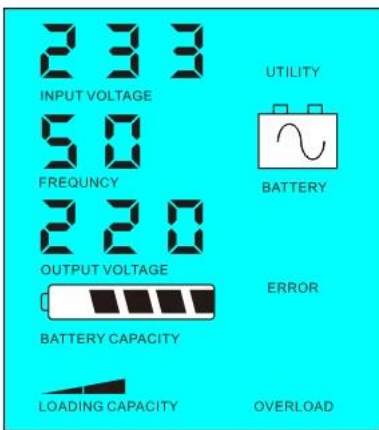 233
UTILITY
INPUT VOLTAGE
50
FREQUNCY
BATTERY
220
OUTPUT VOLTAGE
ERROR
BATTERY CAPACITY
LOADING CAPACITY
OVERLOAD